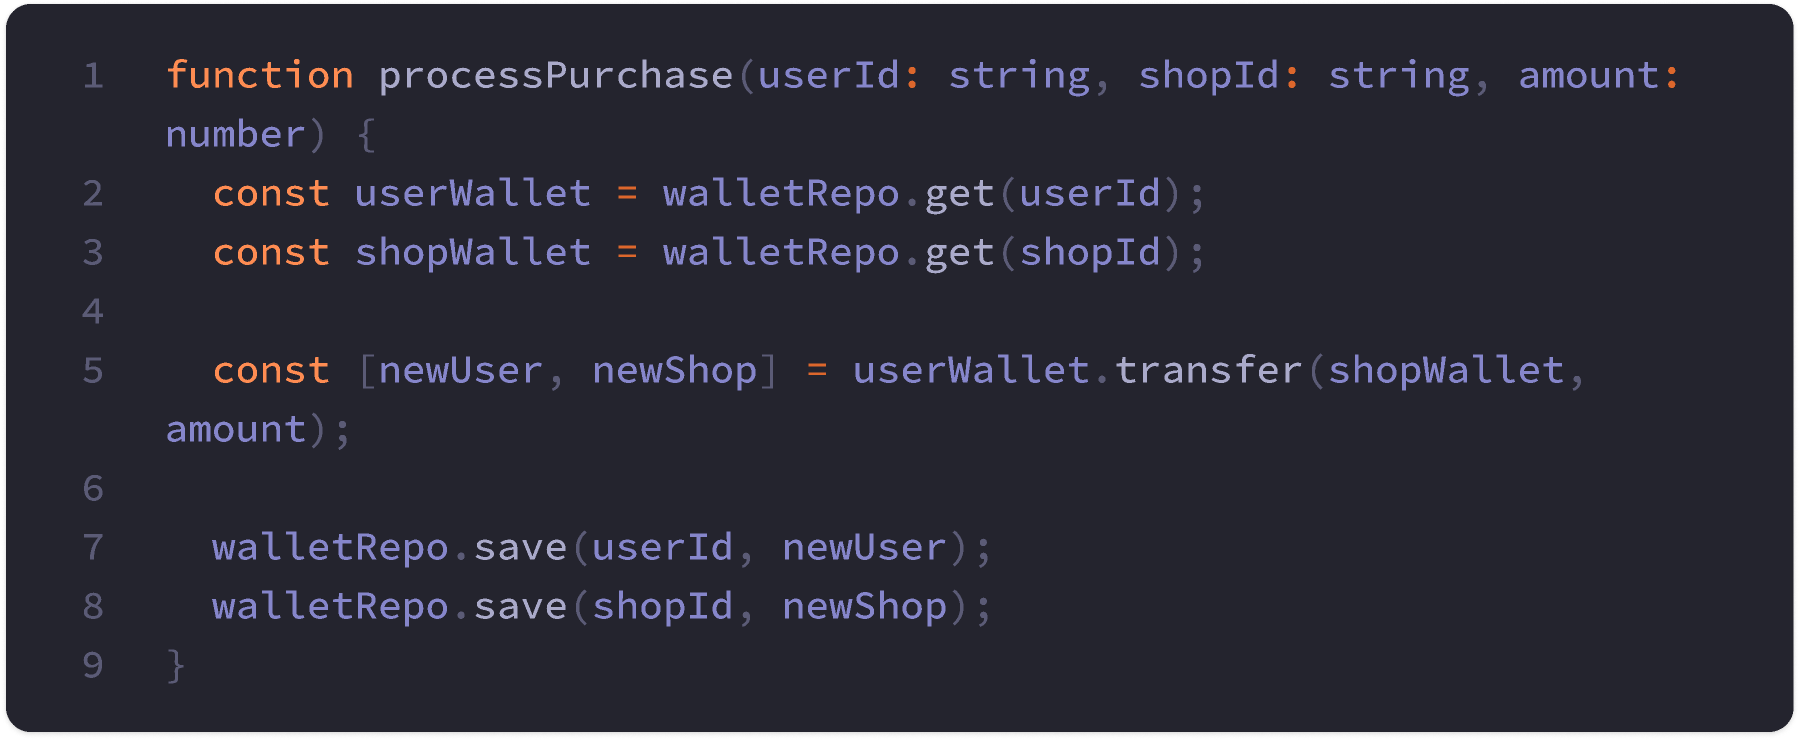 1 function processPurchase(userId: string, shopId: string, amount:
number) {
2   const userWallet = walletRepo.get(userId);
3   const shopWallet = walletRepo.get(shopId);
4
5   const [newUser, newShop] = userWallet.transfer(shopWallet,
amount);
6
7   walletRepo.save(userId, newUser);
8   walletRepo.save(shopId, newShop);
9 }